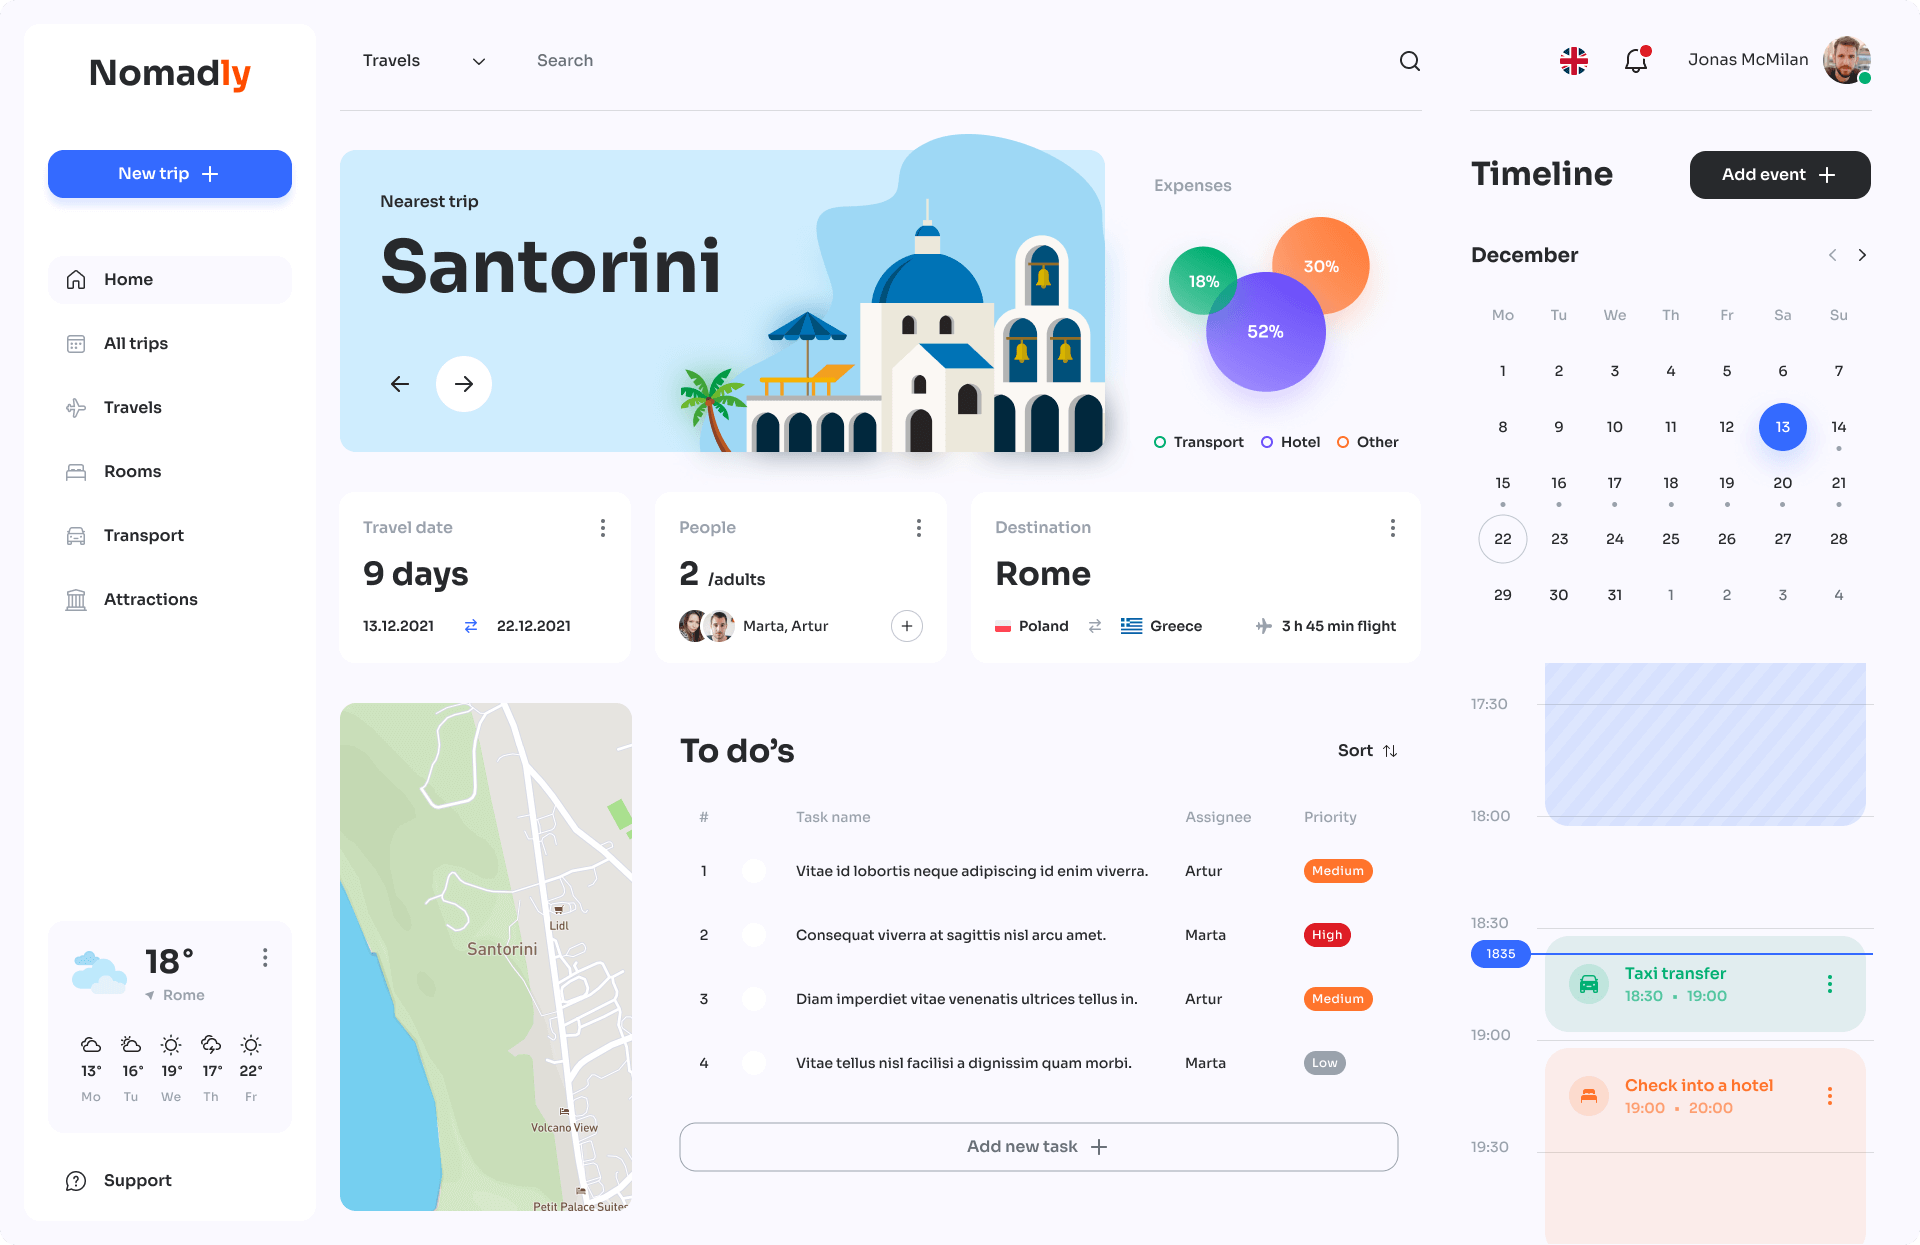 Nomadly
New trip
Home
All trips
Travels
Rooms
Transport
Attractions
18°
Rome
13° 16° 19° 17° 22°
Mo Tu We Th Fr
Support
Travels
Search
Jonas McMilan
Nearest trip
Santorini
Expenses
18%
30%
52%
Transport Hotel Other
Travel date
9 days
13.12.2021 22.12.2021
People
2 /adults
Marta, Artur
Destination
Rome
Poland Greece 3 h 45 min flight
Lidl
Santorini
Volcano View
Petit Palace Suites
To do’s
Sort
# Task name Assignee Priority
1 Vitae id lobortis neque adipiscing id enim viverra. Artur Medium
2 Consequat viverra at sagittis nisl arcu amet. Marta High
3 Diam imperdiet vitae venenatis ultrices tellus in. Artur Medium
4 Vitae tellus nisl facilisi a dignissim quam morbi. Marta Low
Add new task
Timeline
Add event
December
Mo Tu We Th Fr Sa Su
1 2 3 4 5 6 7
8 9 10 11 12 13 14
15 16 17 18 19 20 21
22 23 24 25 26 27 28
29 30 31 1 2 3 4
17:30
18:00
18:30
1835
Taxi transfer
18:30 • 19:00
19:00
Check into a hotel
19:00 • 20:00
19:30